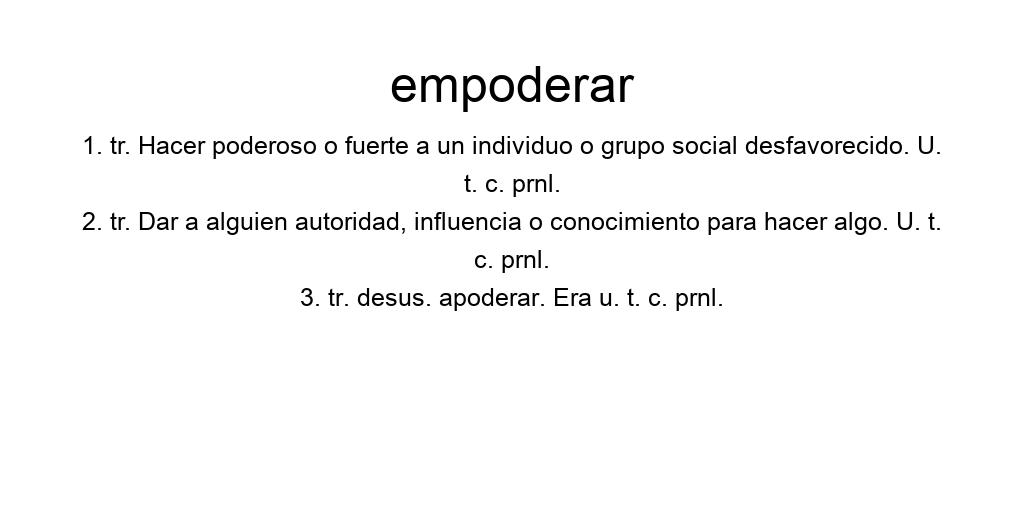 empoderar
1. tr. Hacer poderoso o fuerte a un individuo o grupo social desfavorecido. U.
t. c. prnl.
2. tr. Dar a alguien autoridad, influencia o conocimiento para hacer algo. U. t.
c. prnl.
3. tr. desus. apoderar. Era u. t. c. prnl.